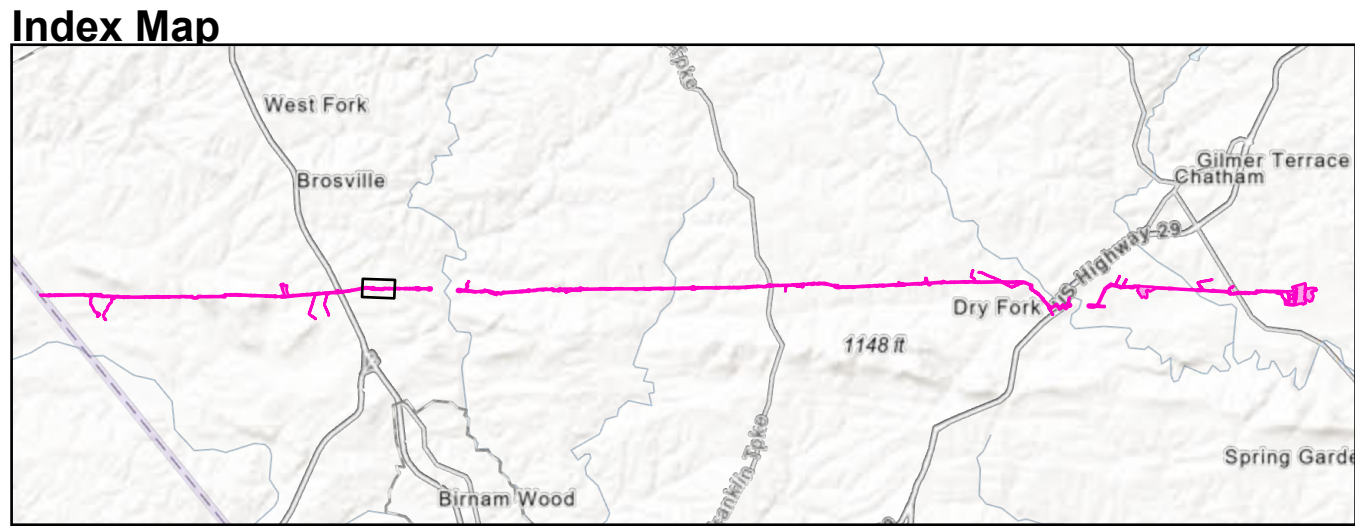 Index Map
Tpke
West Fork
Gilmer Terrace
Chatham
Brosville
US-Highway-29
Dry Fork
1148 ft
Franklin-Tpke
Spring Garde
Birnam Wood